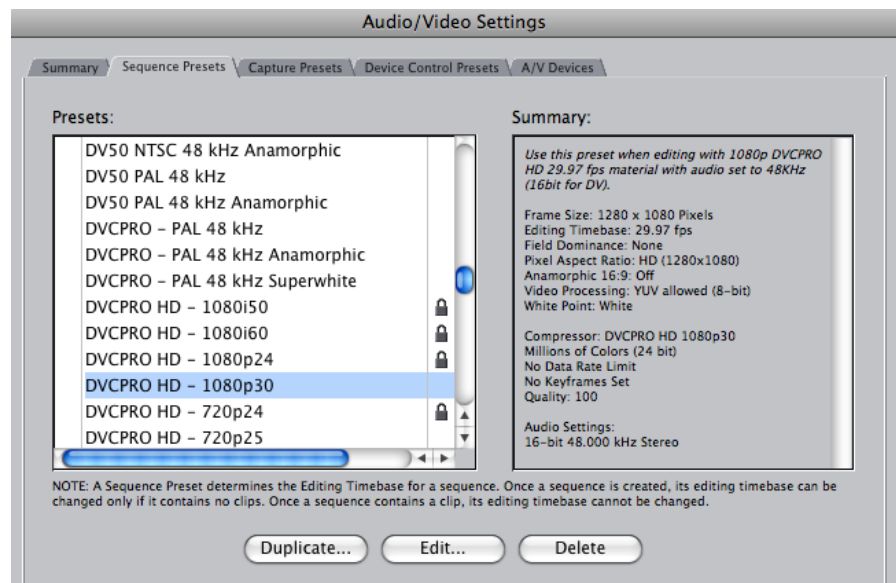 Audio/Video Settings
Summary Sequence Presets Capture Presets Device Control Presets A/V Devices
Presets:
DV50 NTSC 48 kHz Anamorphic
DV50 PAL 48 kHz
DV50 PAL 48 kHz Anamorphic
DVCPRO – PAL 48 kHz
DVCPRO – PAL 48 kHz Anamorphic
DVCPRO – PAL 48 kHz Superwhite
DVCPRO HD – 1080i50
DVCPRO HD – 1080i60
DVCPRO HD – 1080p24
DVCPRO HD – 1080p30
DVCPRO HD – 720p24
DVCPRO HD – 720p25
Summary:
Use this preset when editing with 1080p DVCPRO
HD 29.97 fps material with audio set to 48KHz
(16bit for DV).
Frame Size: 1280 x 1080 Pixels
Editing Timebase: 29.97 fps
Field Dominance: None
Pixel Aspect Ratio: HD (1280x1080)
Anamorphic 16:9: Off
Video Processing: YUV allowed (8-bit)
White Point: White
Compressor: DVCPRO HD 1080p30
Millions of Colors (24 bit)
No Data Rate Limit
No Keyframes Set
Quality: 100
Audio Settings:
16-bit 48.000 kHz Stereo
NOTE: A Sequence Preset determines the Editing Timebase for a sequence. Once a sequence is created, its editing timebase can be
changed only if it contains no clips. Once a sequence contains a clip, its editing timebase cannot be changed.
Duplicate... Edit... Delete